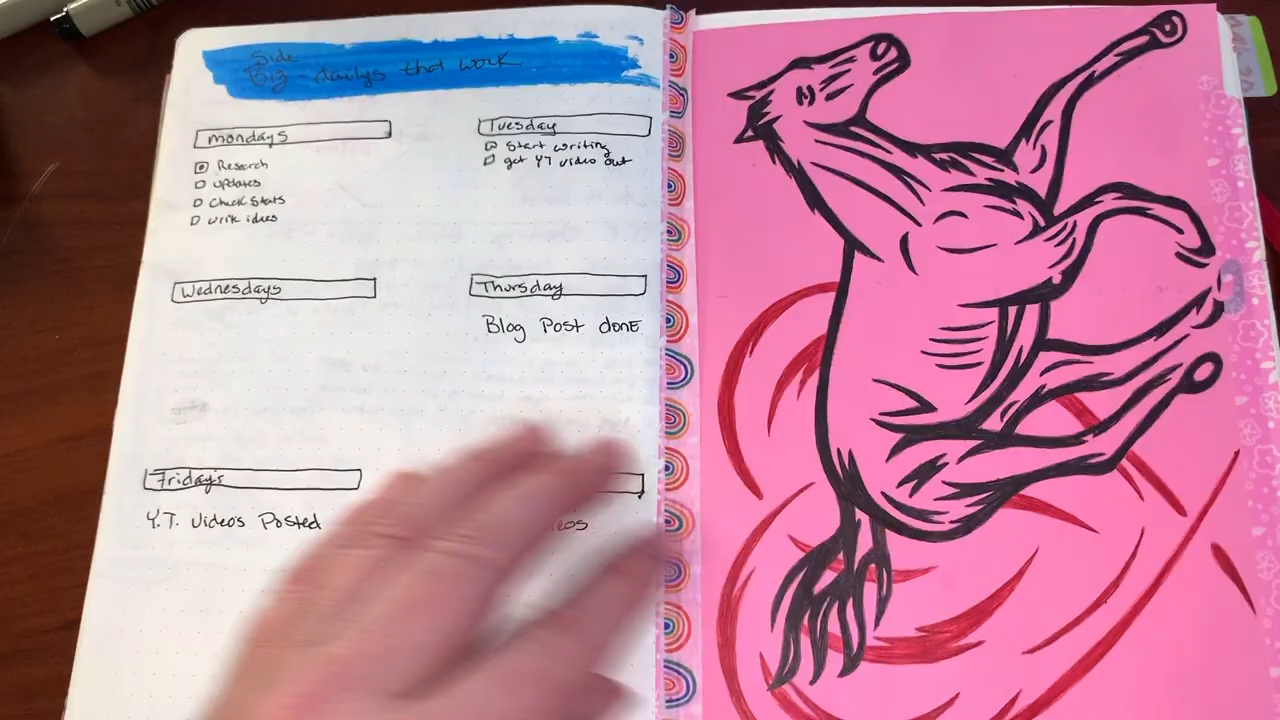 Side
Biz - dailys that work
mondays
Research
updates
Check Stats
write ideas
Tuesday
Start writing
get YT video out
Wednesdays
Thursday
Blog Post donE
Fridays
Y.T. Videos Posted